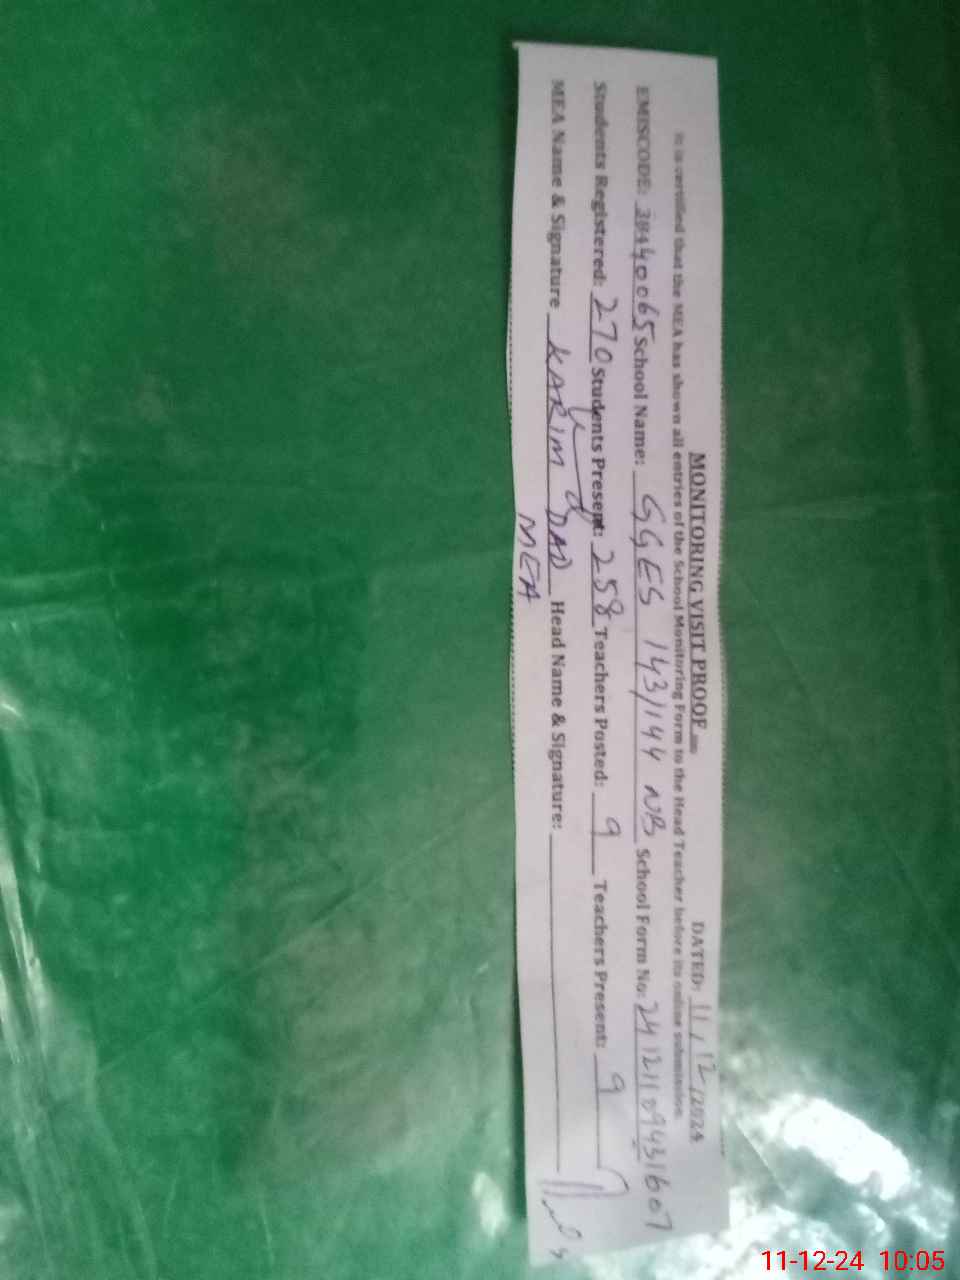 MONITORING VISIT PROOF
DATED: 11/12/2024
It is certified that the MEA has shown all entries of the School Monitoring Form to the Head Teacher before its online submission.
EMISCODE: 38440065 School Name: GGES 143/144 NB School Form No: 24121109431607
Students Registered: 270 Students Present: 258 Teachers Posted: 9 Teachers Present: 9
MEA Name & Signature KARIM DAD Head Name & Signature:
MEA
11-12-24 10:05